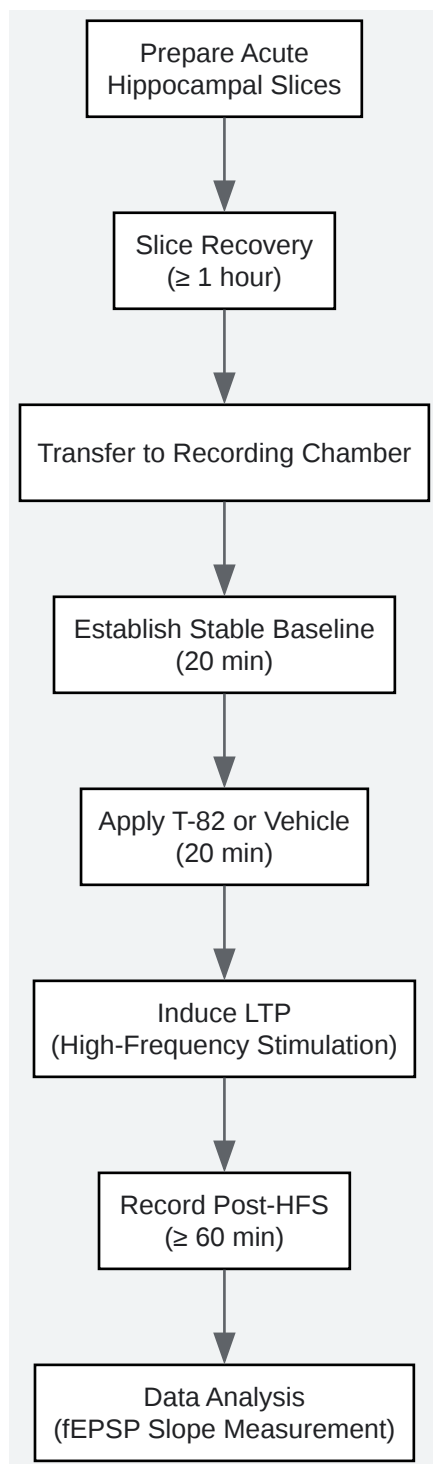 Prepare Acute
Hippocampal Slices
Slice Recovery
(≥ 1 hour)
Transfer to Recording Chamber
Establish Stable Baseline
(20 min)
Apply T-82 or Vehicle
(20 min)
Induce LTP
(High-Frequency Stimulation)
Record Post-HFS
(≥ 60 min)
Data Analysis
(fEPSP Slope Measurement)